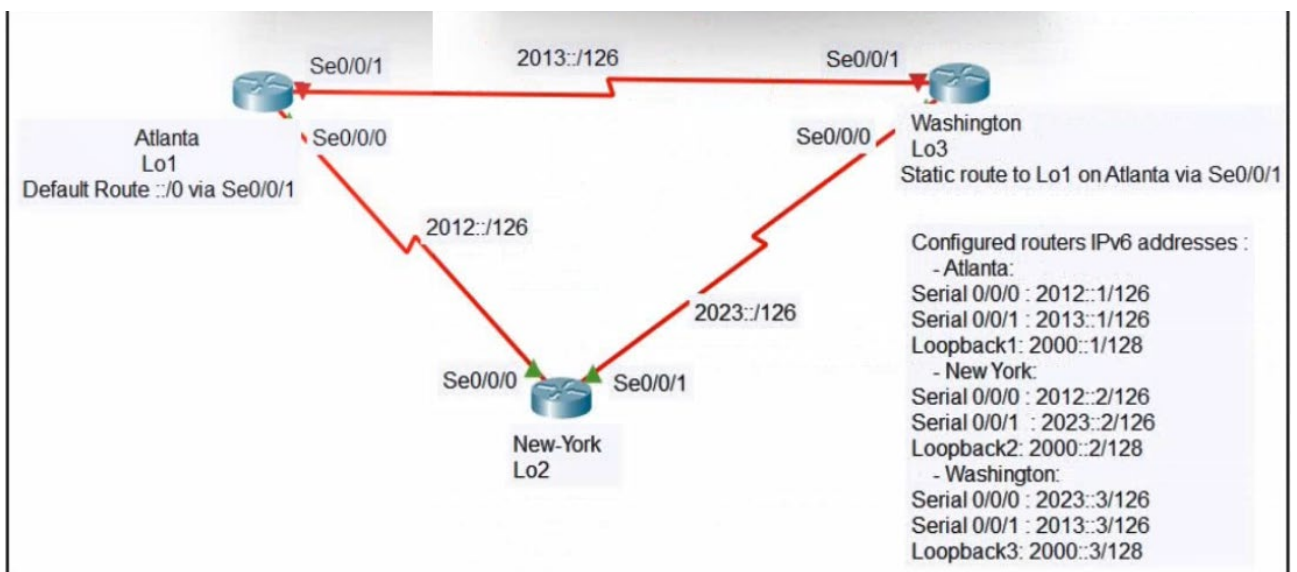 Se0/0/1
2013::/126
Se0/0/1
Atlanta
Lo1
Default Route ::/0 via Se0/0/1
Se0/0/0
Se0/0/0
Washington
Lo3
Static route to Lo1 on Atlanta via Se0/0/1
2012::/126
2023::/126
Se0/0/0
Se0/0/1
New-York
Lo2
Configured routers IPv6 addresses :
- Atlanta:
Serial 0/0/0 : 2012::1/126
Serial 0/0/1 : 2013::1/126
Loopback1: 2000::1/128
- New York:
Serial 0/0/0 : 2012::2/126
Serial 0/0/1 : 2023::2/126
Loopback2: 2000::2/128
- Washington:
Serial 0/0/0 : 2023::3/126
Serial 0/0/1 : 2013::3/126
Loopback3: 2000::3/128